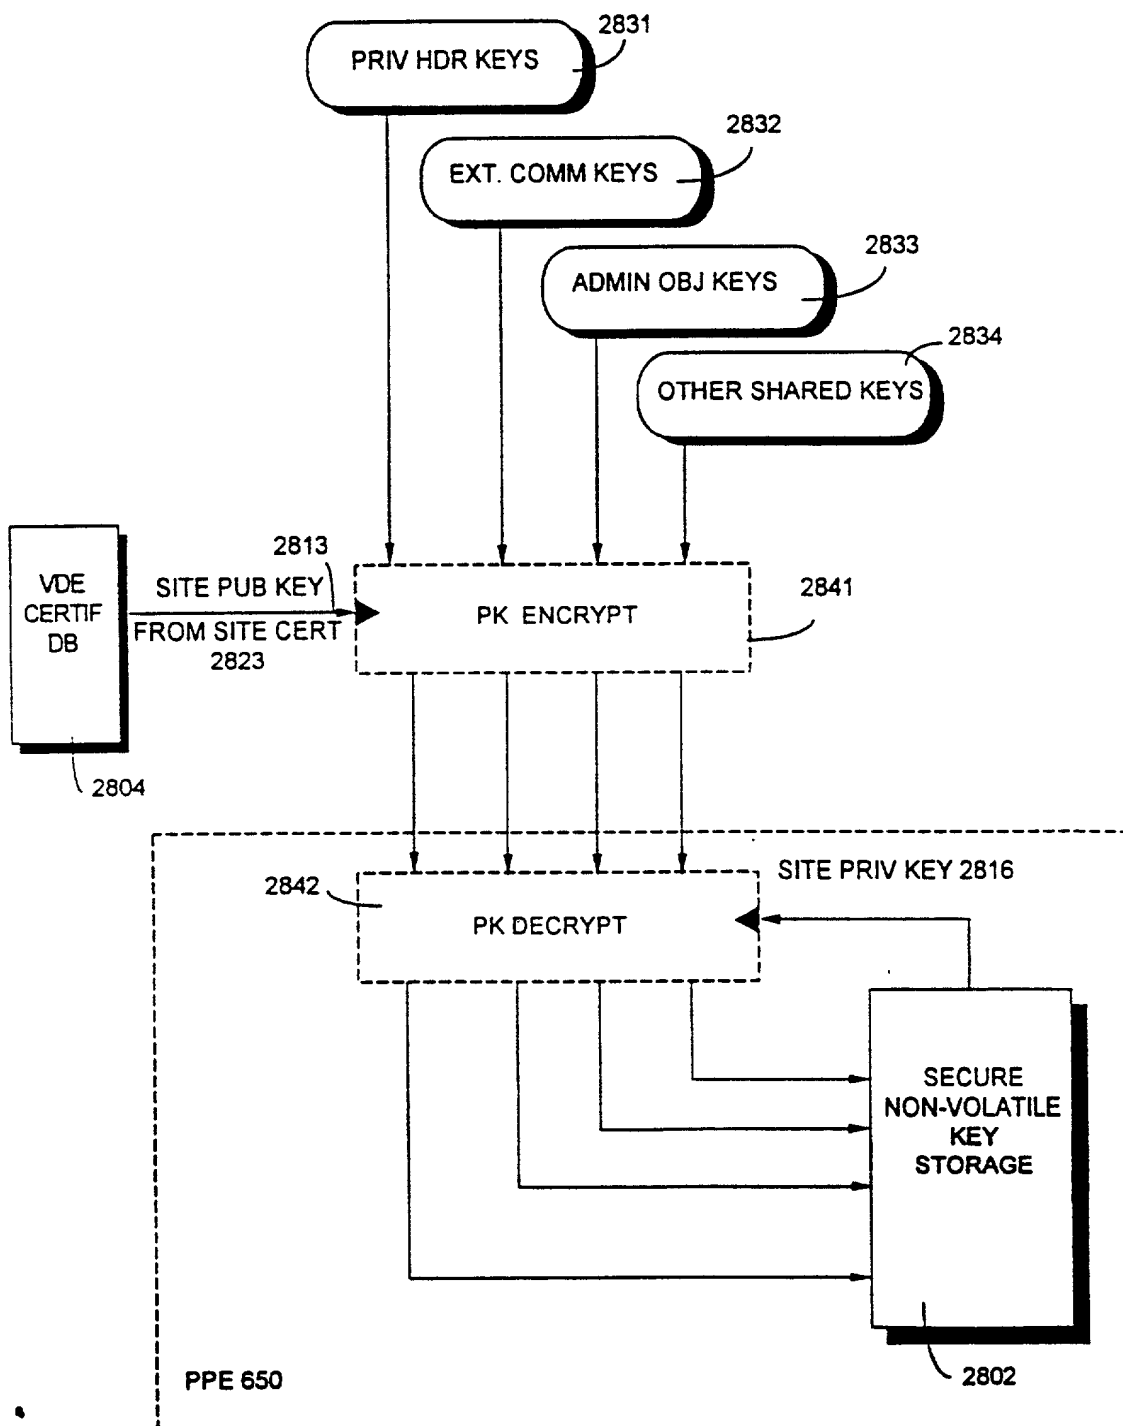 2831
PRIV HDR KEYS
2832
EXT. COMM KEYS
2833
ADMIN OBJ KEYS
2834
OTHER SHARED KEYS
2813
VDE
CERTIF
DB
SITE PUB KEY
FROM SITE CERT
2823
PK ENCRYPT
2841
2804
2842
SITE PRIV KEY 2816
PK DECRYPT
SECURE
NON-VOLATILE
KEY
STORAGE
2802
PPE 650